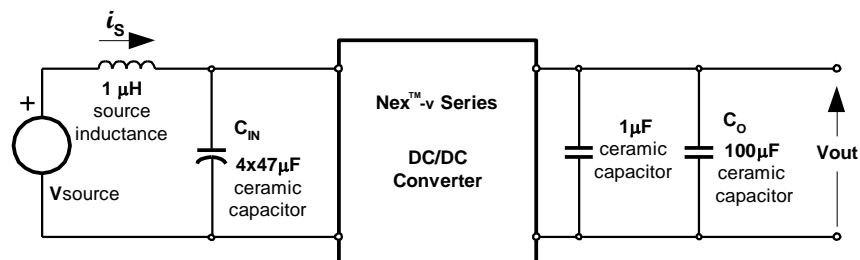 iS
1 μH
source
inductance
+
Vsource
CIN
4x47μF
ceramic
capacitor
Nex™-v Series
DC/DC
Converter
1μF
ceramic
capacitor
CO
100μF
ceramic
capacitor
Vout